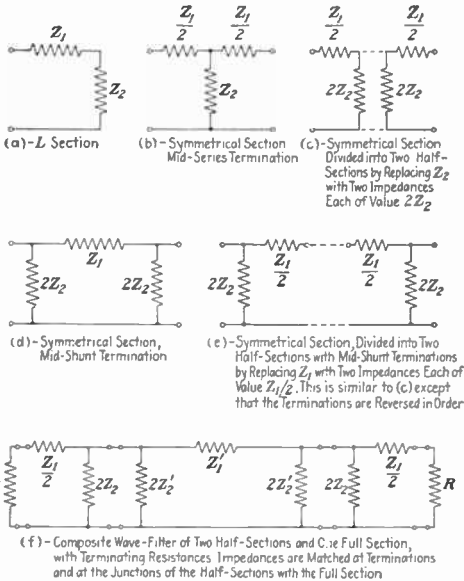 Z₁
Z₂
(a)-L Section
Z₁/2 Z₁/2
Z₂
(b)-Symmetrical Section
Mid-Series Termination
Z₁/2 Z₁/2
2Z₂ 2Z₂
(c)-Symmetrical Section
Divided into Two Half-
Sections by Replacing Z₂
with Two Impedances
Each of Value 2Z₂
Z₁
2Z₂ 2Z₂
(d)-Symmetrical Section,
Mid-Shunt Termination
2Z₂ Z₁/2 Z₁/2 2Z₂
(e)-Symmetrical Section, Divided into Two
Half-Sections with Mid-Shunt Terminations
by Replacing Z₁ with Two Impedances Each of
Value Z₁/2. This is similar to (c) except
that the Terminations are Reversed in Order
Z₁/2 Z₁' Z₁/2
2Z₂ 2Z₂' 2Z₂' 2Z₂ R
(f)-Composite Wave-Filter of Two Half-Sections and One Full Section,
with Terminating Resistances Impedances are Matched at Terminations
and at the Junctions of the Half-Sections with the Full Section